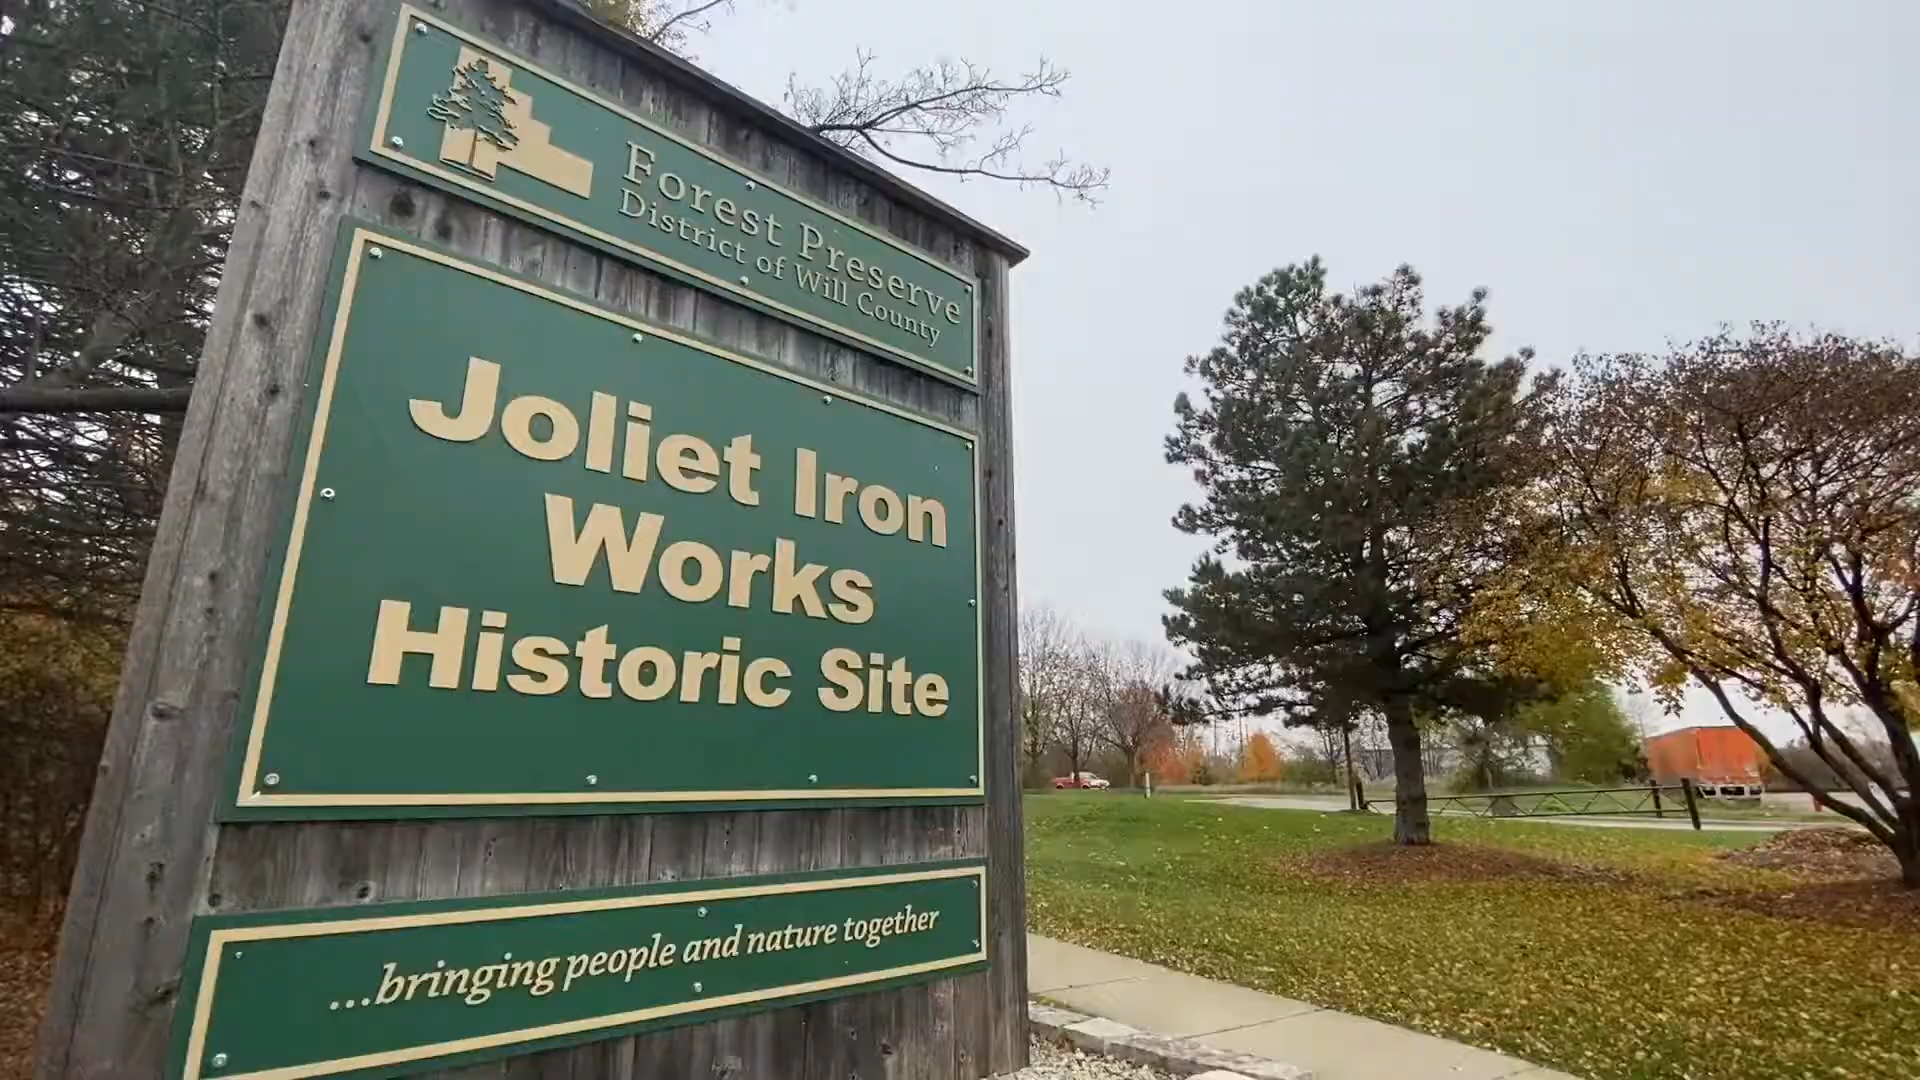 Forest Preserve
District of Will County
Joliet Iron
Works
Historic Site
...bringing people and nature together